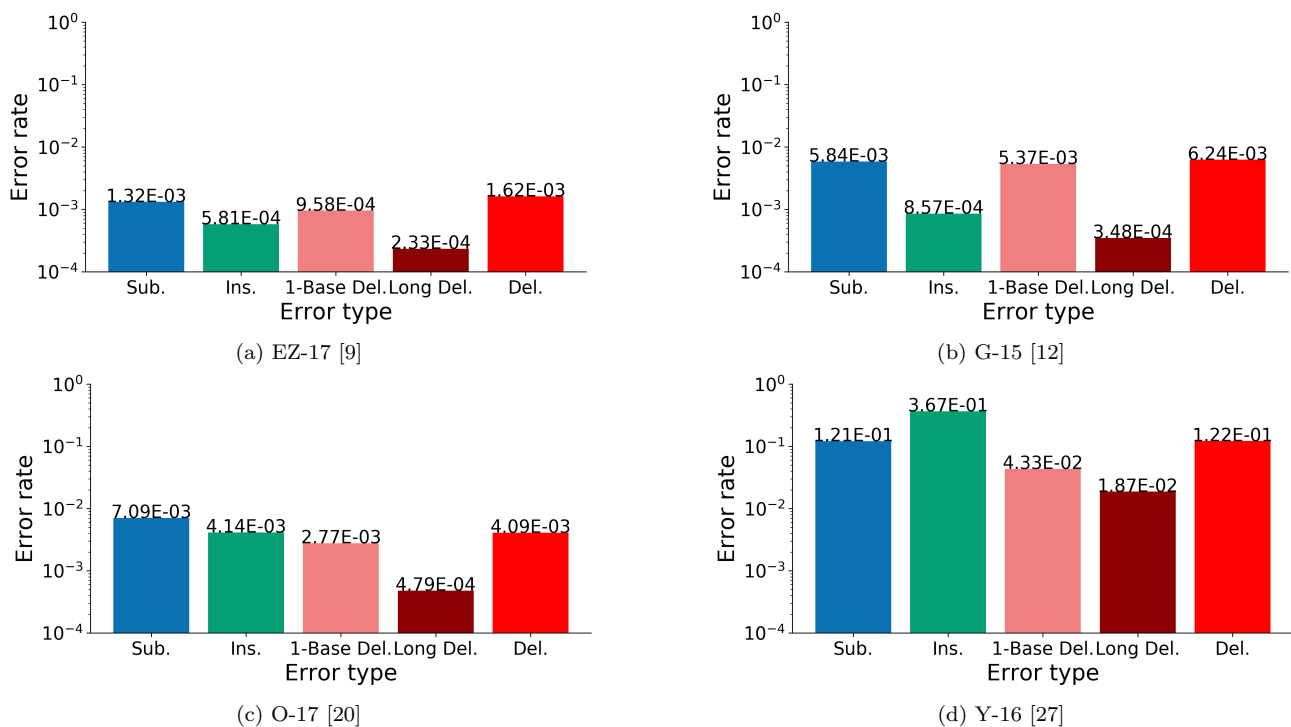 10^0
10^-1
10^-2
10^-3
10^-4
Error rate
1.32E-03
5.81E-04
9.58E-04
2.33E-04
1.62E-03
Sub. Ins. 1-Base Del. Long Del. Del.
Error type
(a) EZ-17 [9]
10^0
10^-1
10^-2
10^-3
10^-4
Error rate
5.84E-03
8.57E-04
5.37E-03
3.48E-04
6.24E-03
Sub. Ins. 1-Base Del. Long Del. Del.
Error type
(b) G-15 [12]
10^0
10^-1
10^-2
10^-3
10^-4
Error rate
7.09E-03
4.14E-03
2.77E-03
4.79E-04
4.09E-03
Sub. Ins. 1-Base Del. Long Del. Del.
Error type
(c) O-17 [20]
10^0
10^-1
10^-2
10^-3
10^-4
Error rate
1.21E-01
3.67E-01
4.33E-02
1.87E-02
1.22E-01
Sub. Ins. 1-Base Del. Long Del. Del.
Error type
(d) Y-16 [27]